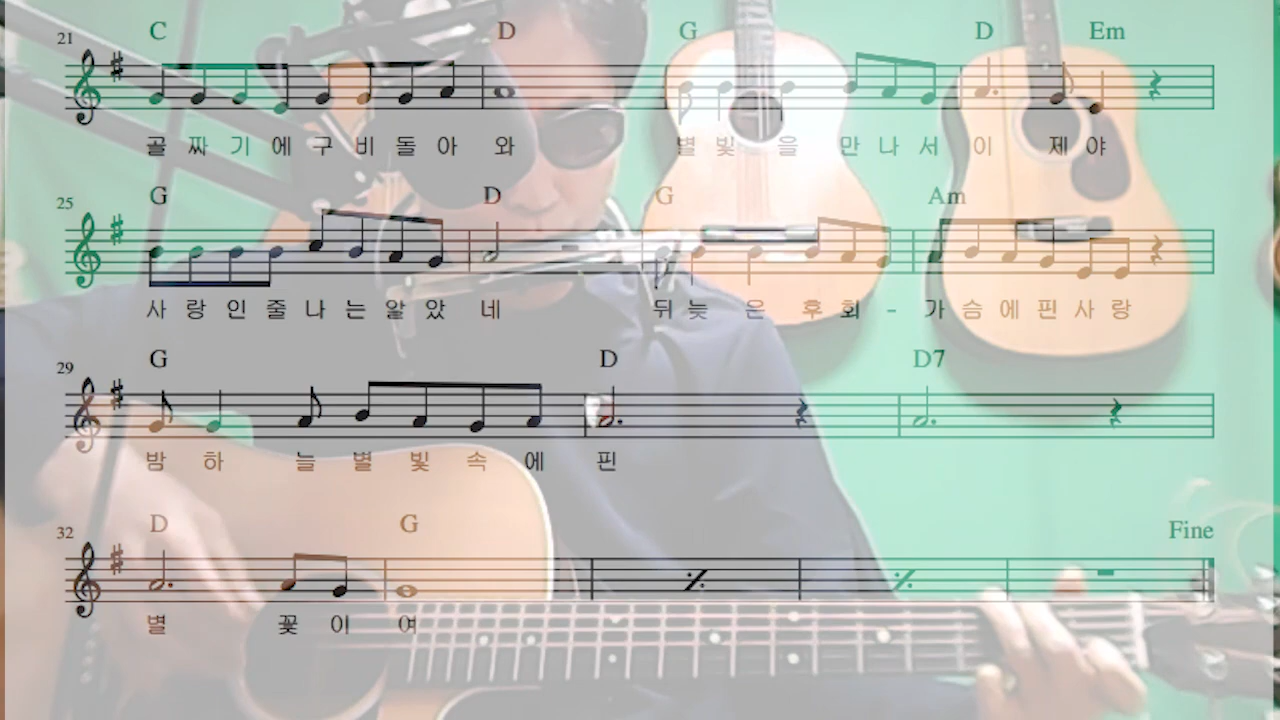 21 C D G D Em
골 짜 기 에 구 비 돌 아 와 별 빛 을 만 나 서 이 제 야
25 G D G Am
사 랑 인 줄 나 는 앑 았 네 뒤 늦 은 후 회 - 가 슴 에 핀 사 랑
29 G D D7
밤 하 늘 별 빛 속 에 핀
32 D G Fine
별 꽃 이 여